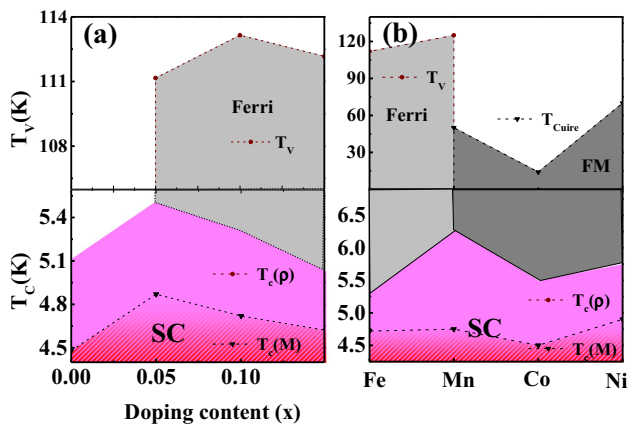 (a)
T_V(K)
114
111
108
Ferri
T_V
T_C(K)
5.4
5.1
4.8
4.5
T_c(ρ)
SC
T_c(M)
0.00
0.05
0.10
Doping content (x)
(b)
120
90
60
30
T_V
Ferri
T_Cuire
FM
6.5
6.0
5.5
5.0
4.5
T_c(ρ)
SC
T_c(M)
Fe
Mn
Co
Ni